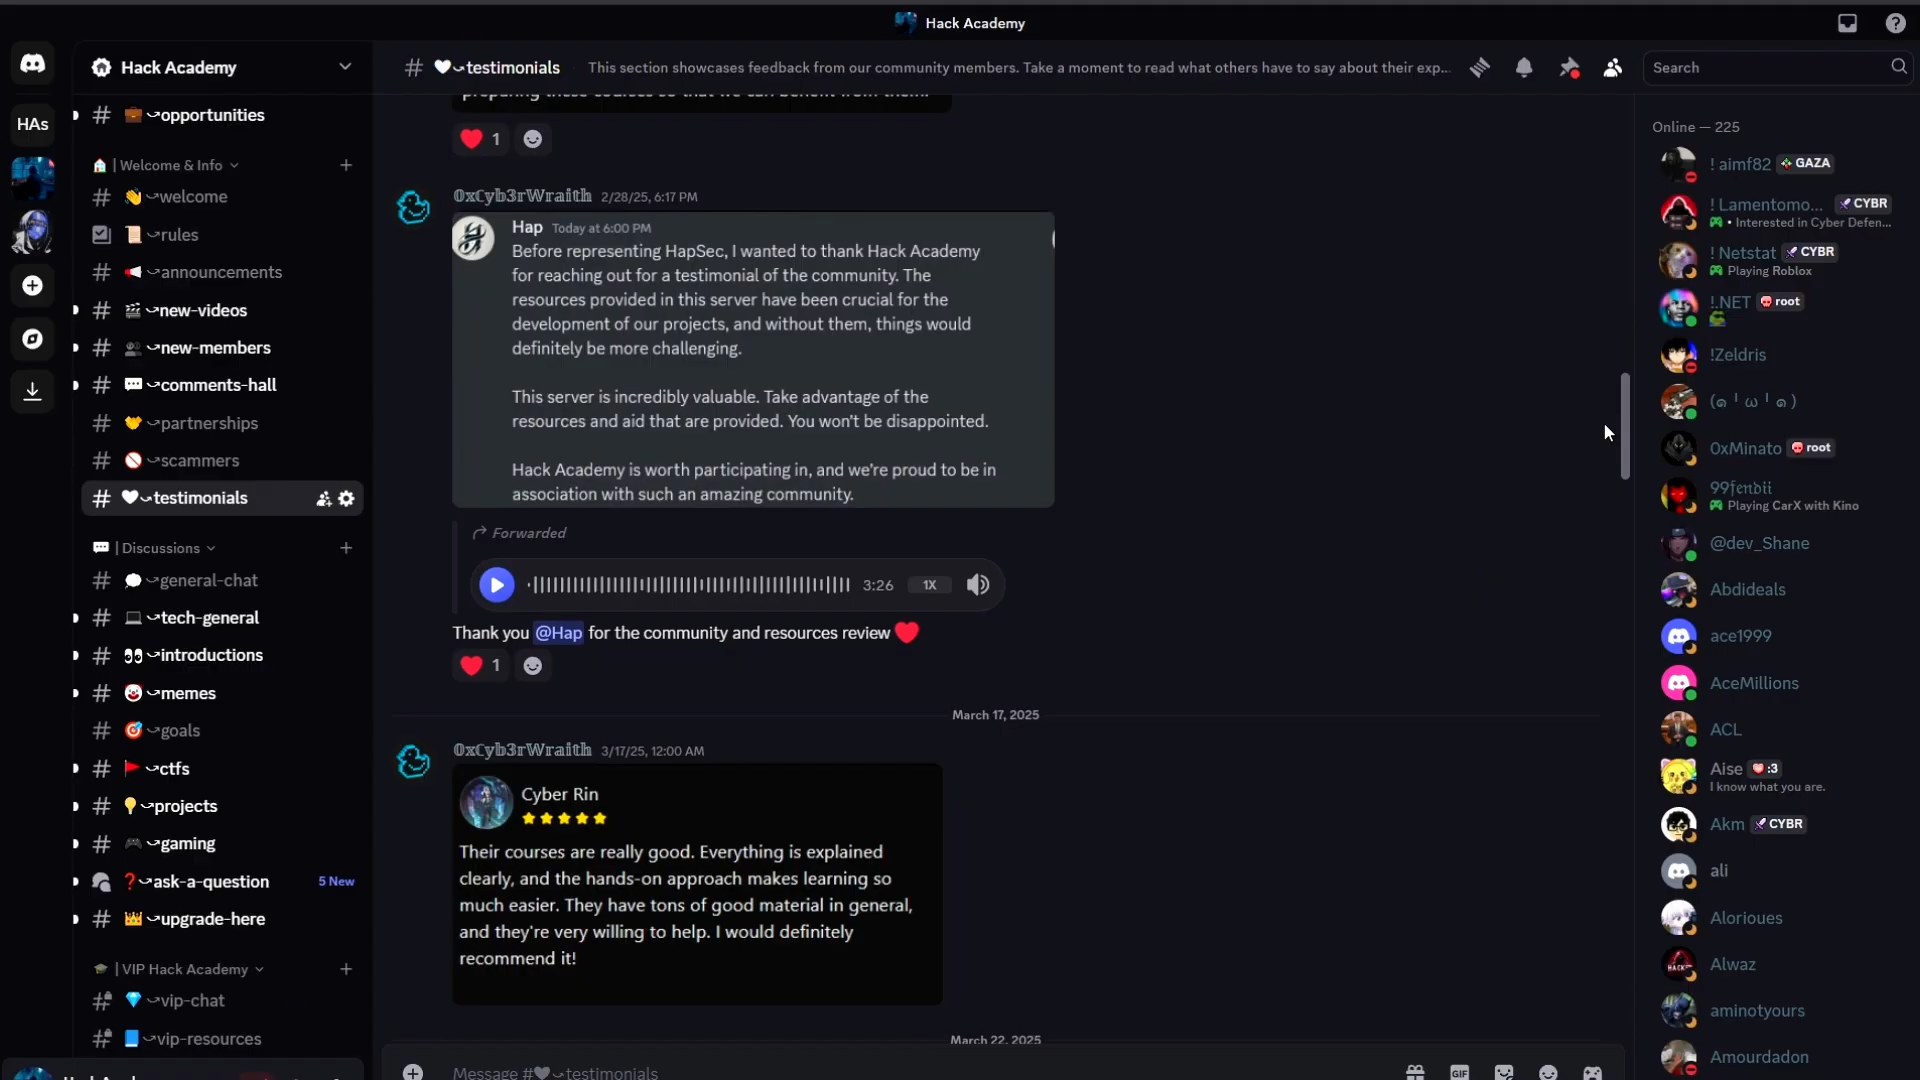 Hack Academy
HAs
Hack Academy
opportunities
| Welcome & Info
welcome
rules
announcements
new-videos
new-members
comments-hall
partnerships
scammers
testimonials
| Discussions
general-chat
tech-general
introductions
memes
goals
ctfs
projects
gaming
ask-a-question 5 New
upgrade-here
| VIP Hack Academy
vip-chat
vip-resources
testimonials This section showcases feedback from our community members. Take a moment to read what others have to say about their exp...
Search
preparing these courses so that we can benefit from them.
1
0xCyb3rWraith 2/28/25, 6:17 PM
Hap Today at 6:00 PM
Before representing HapSec, I wanted to thank Hack Academy
for reaching out for a testimonial of the community. The
resources provided in this server have been crucial for the
development of our projects, and without them, things would
definitely be more challenging.
This server is incredibly valuable. Take advantage of the
resources and aid that are provided. You won't be disappointed.
Hack Academy is worth participating in, and we're proud to be in
association with such an amazing community.
Forwarded
3:26 1X
Thank you @Hap for the community and resources review
1
March 17, 2025
0xCyb3rWraith 3/17/25, 12:00 AM
Cyber Rin
Their courses are really good. Everything is explained
clearly, and the hands-on approach makes learning so
much easier. They have tons of good material in general,
and they're very willing to help. I would definitely
recommend it!
March 22, 2025
Message #testimonials
GIF
Online — 225
! aimf82 GAZA
! Lamentomo... CYBR
• Interested in Cyber Defen...
! Netstat CYBR
Playing Roblox
!.NET root
!Zeldris
0xMinato root
99fendii
Playing CarX with Kino
@dev_Shane
Abdideals
ace1999
AceMillions
ACL
Aise :3
I know what you are.
Akm CYBR
ali
Alorioues
Alwaz
aminotyours
Amourdadon